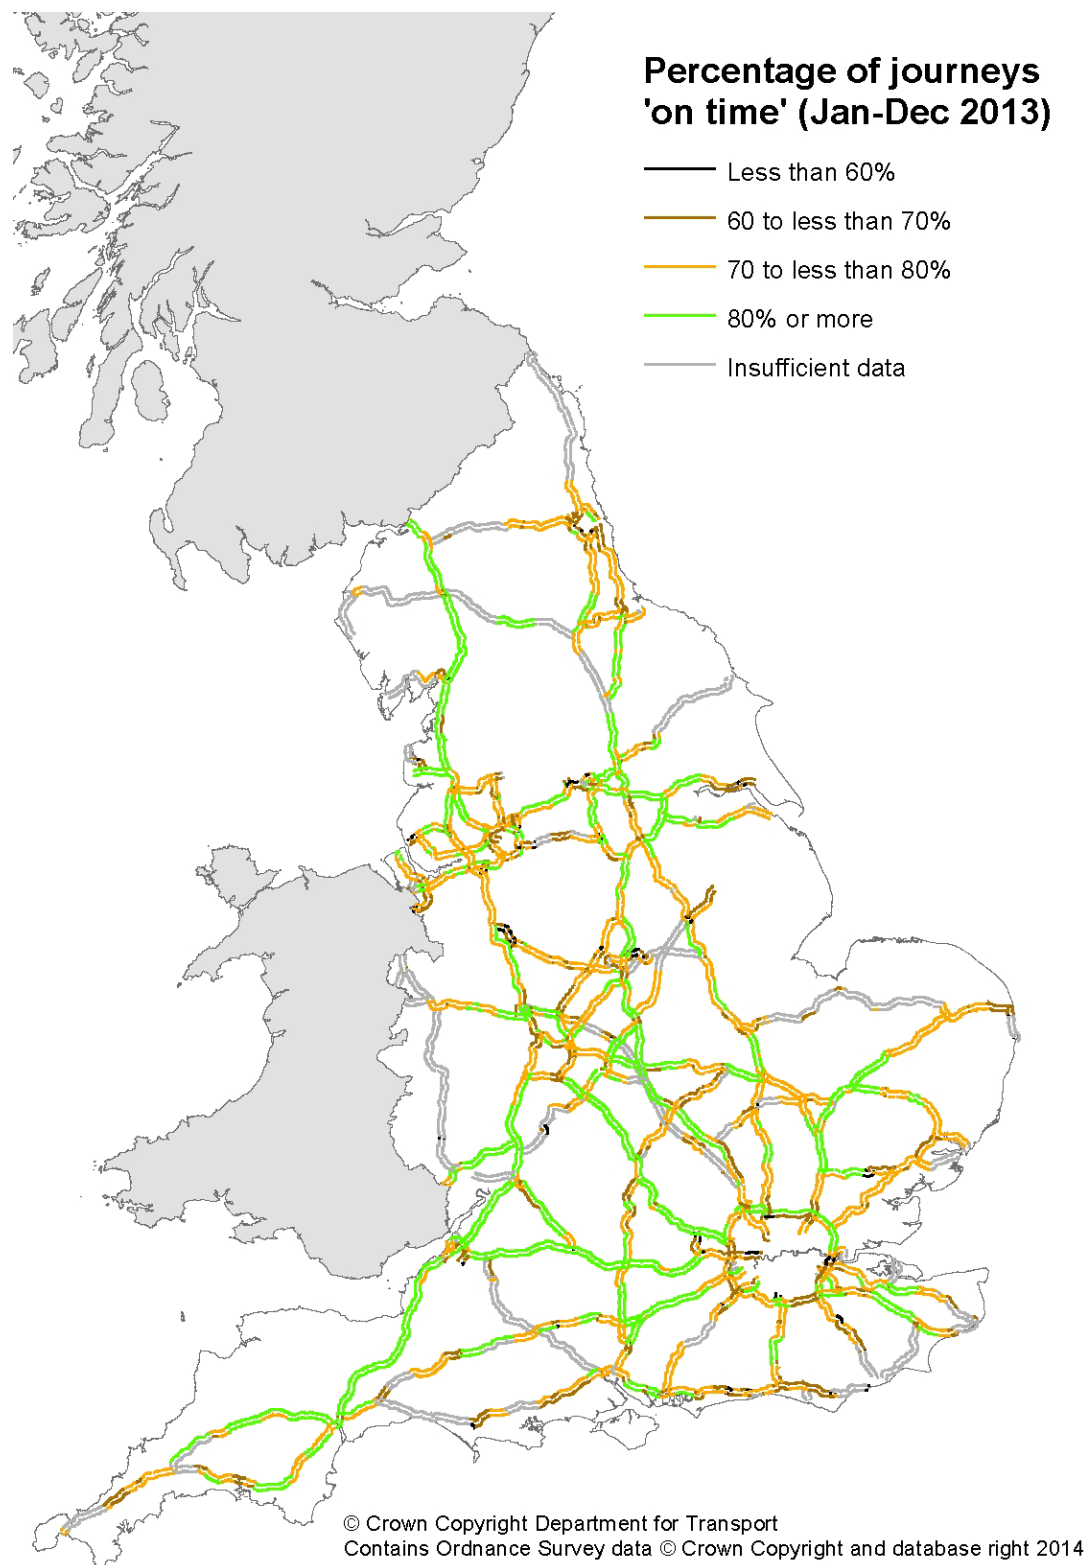 Percentage of journeys
'on time' (Jan-Dec 2013)
Less than 60%
60 to less than 70%
70 to less than 80%
80% or more
Insufficient data
© Crown Copyright Department for Transport
Contains Ordnance Survey data © Crown Copyright and database right 2014